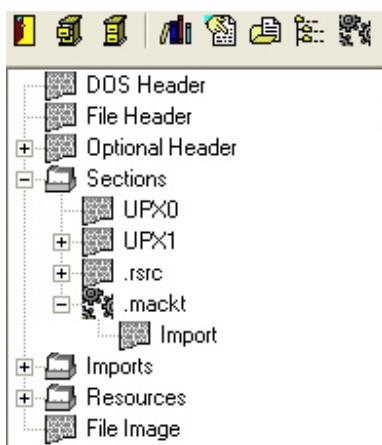 DOS Header
File Header
Optional Header
Sections
UPX0
UPX1
.rsrc
.mackt
Import
Imports
Resources
File Image